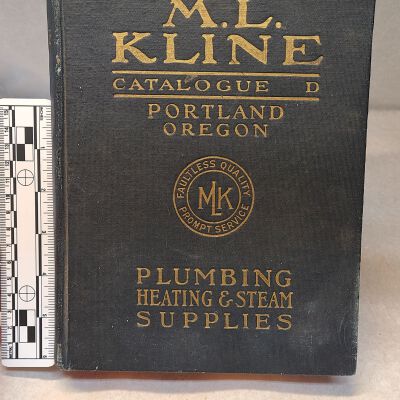 M.L.
KLINE
CATALOGUE D
PORTLAND
OREGON
FAULTLESS QUALITY
MLK
PROMPT SERVICE
PLUMBING
HEATING & STEAM
SUPPLIES